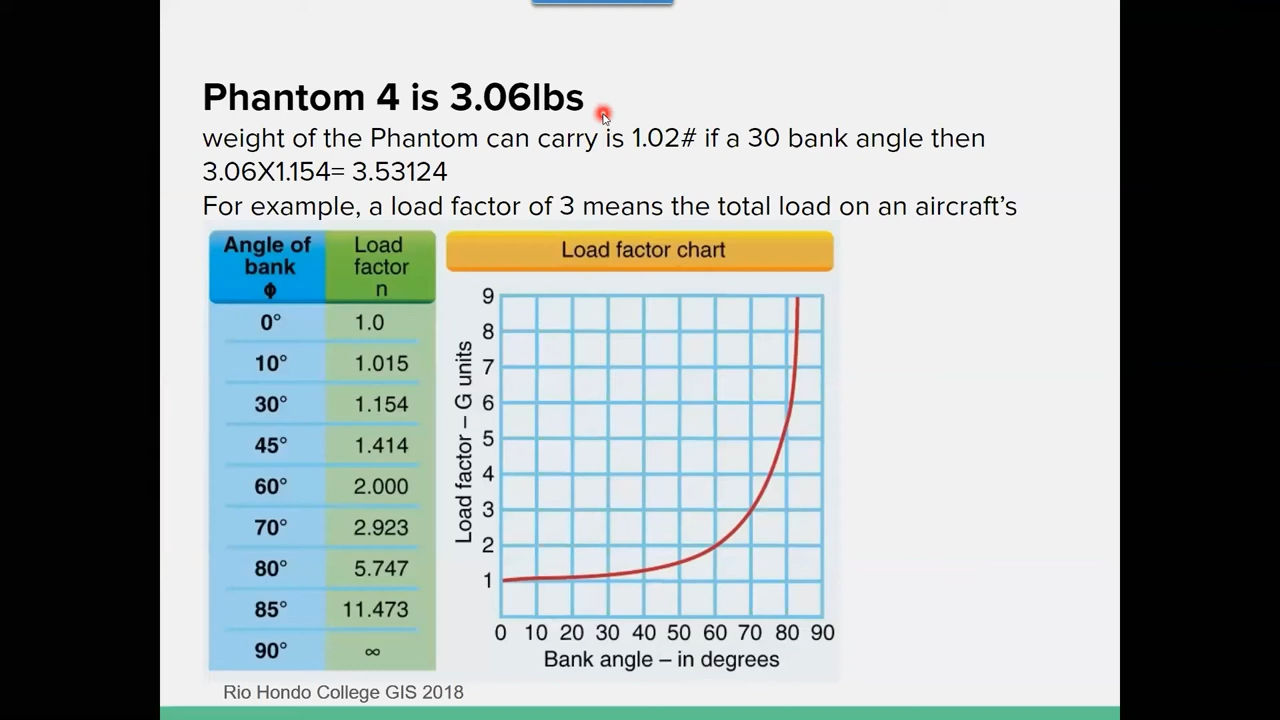 Phantom 4 is 3.06lbs
weight of the Phantom can carry is 1.02# if a 30 bank angle then
3.06X1.154= 3.53124
For example, a load factor of 3 means the total load on an aircraft’s
Angle of bank ϕ
Load factor n
0° 1.0
10° 1.015
30° 1.154
45° 1.414
60° 2.000
70° 2.923
80° 5.747
85° 11.473
90° ∞
Load factor chart
Load factor – G units
9
8
7
6
5
4
3
2
1
0 10 20 30 40 50 60 70 80 90
Bank angle – in degrees
Rio Hondo College GIS 2018